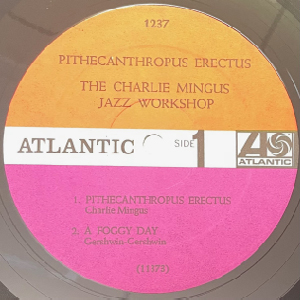 1237
PITHECANTHROPUS ERECTUS
THE CHARLIE MINGUS
JAZZ WORKSHOP
ATLANTIC
SIDE 1
ATLANTIC
1. PITHECANTHROPUS ERECTUS
Charlie Mingus
2. A FOGGY DAY
Gershwin, Gershwin
(11373)